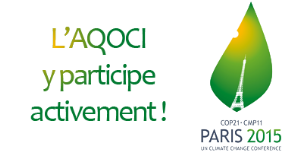 L'AQOCI
y participe
activement !
COP21 • CMP11
PARIS 2015
UN CLIMATE CHANGE CONFERENCE